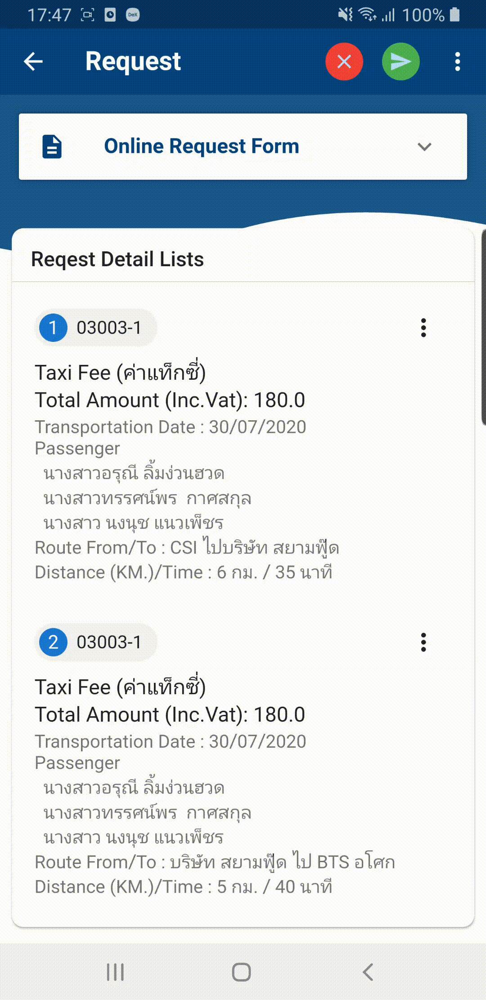 17:47 DeX 100%
Request
Online Request Form
Reqest Detail Lists
1 03003-1
Taxi Fee (ค่าแท็กซี่)
Total Amount (Inc.Vat): 180.0
Transportation Date : 30/07/2020
Passenger
นางสาวอรุณี ลิ้มง่วนฮวด
นางสาวทรรศน์พร  กาศสกุล
นางสาว นงนุช แนวเพ็ชร
Route From/To : CSI ไปบริษัท สยามฟู๊ด
Distance (KM.)/Time : 6 กม. / 35 นาที
2 03003-1
Taxi Fee (ค่าแท็กซี่)
Total Amount (Inc.Vat): 180.0
Transportation Date : 30/07/2020
Passenger
นางสาวอรุณี ลิ้มง่วนฮวด
นางสาวทรรศน์พร  กาศสกุล
นางสาว นงนุช แนวเพ็ชร
Route From/To : บริษัท สยามฟู๊ด ไป BTS อโศก
Distance (KM.)/Time : 5 กม. / 40 นาที